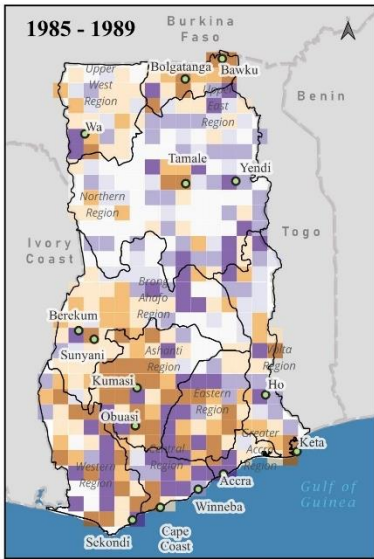 1985 - 1989
Burkina
Faso
Bolgatanga
Bawku
Upper
West
Region
East
Region
Benin
Wa
Tamale
Yendi
Northern
Region
Togo
Ivory
Coast
Brong
Ahafo
Region
Berekum
Sunyani
Ashanti
Region
Volta
Region
Kumasi
Eastern
Region
Ho
Obuasi
Greater
Accra
Region
Keta
Central
Region
Western
Region
Accra
Gulf of
Guinea
Winneba
Cape
Coast
Sekondi